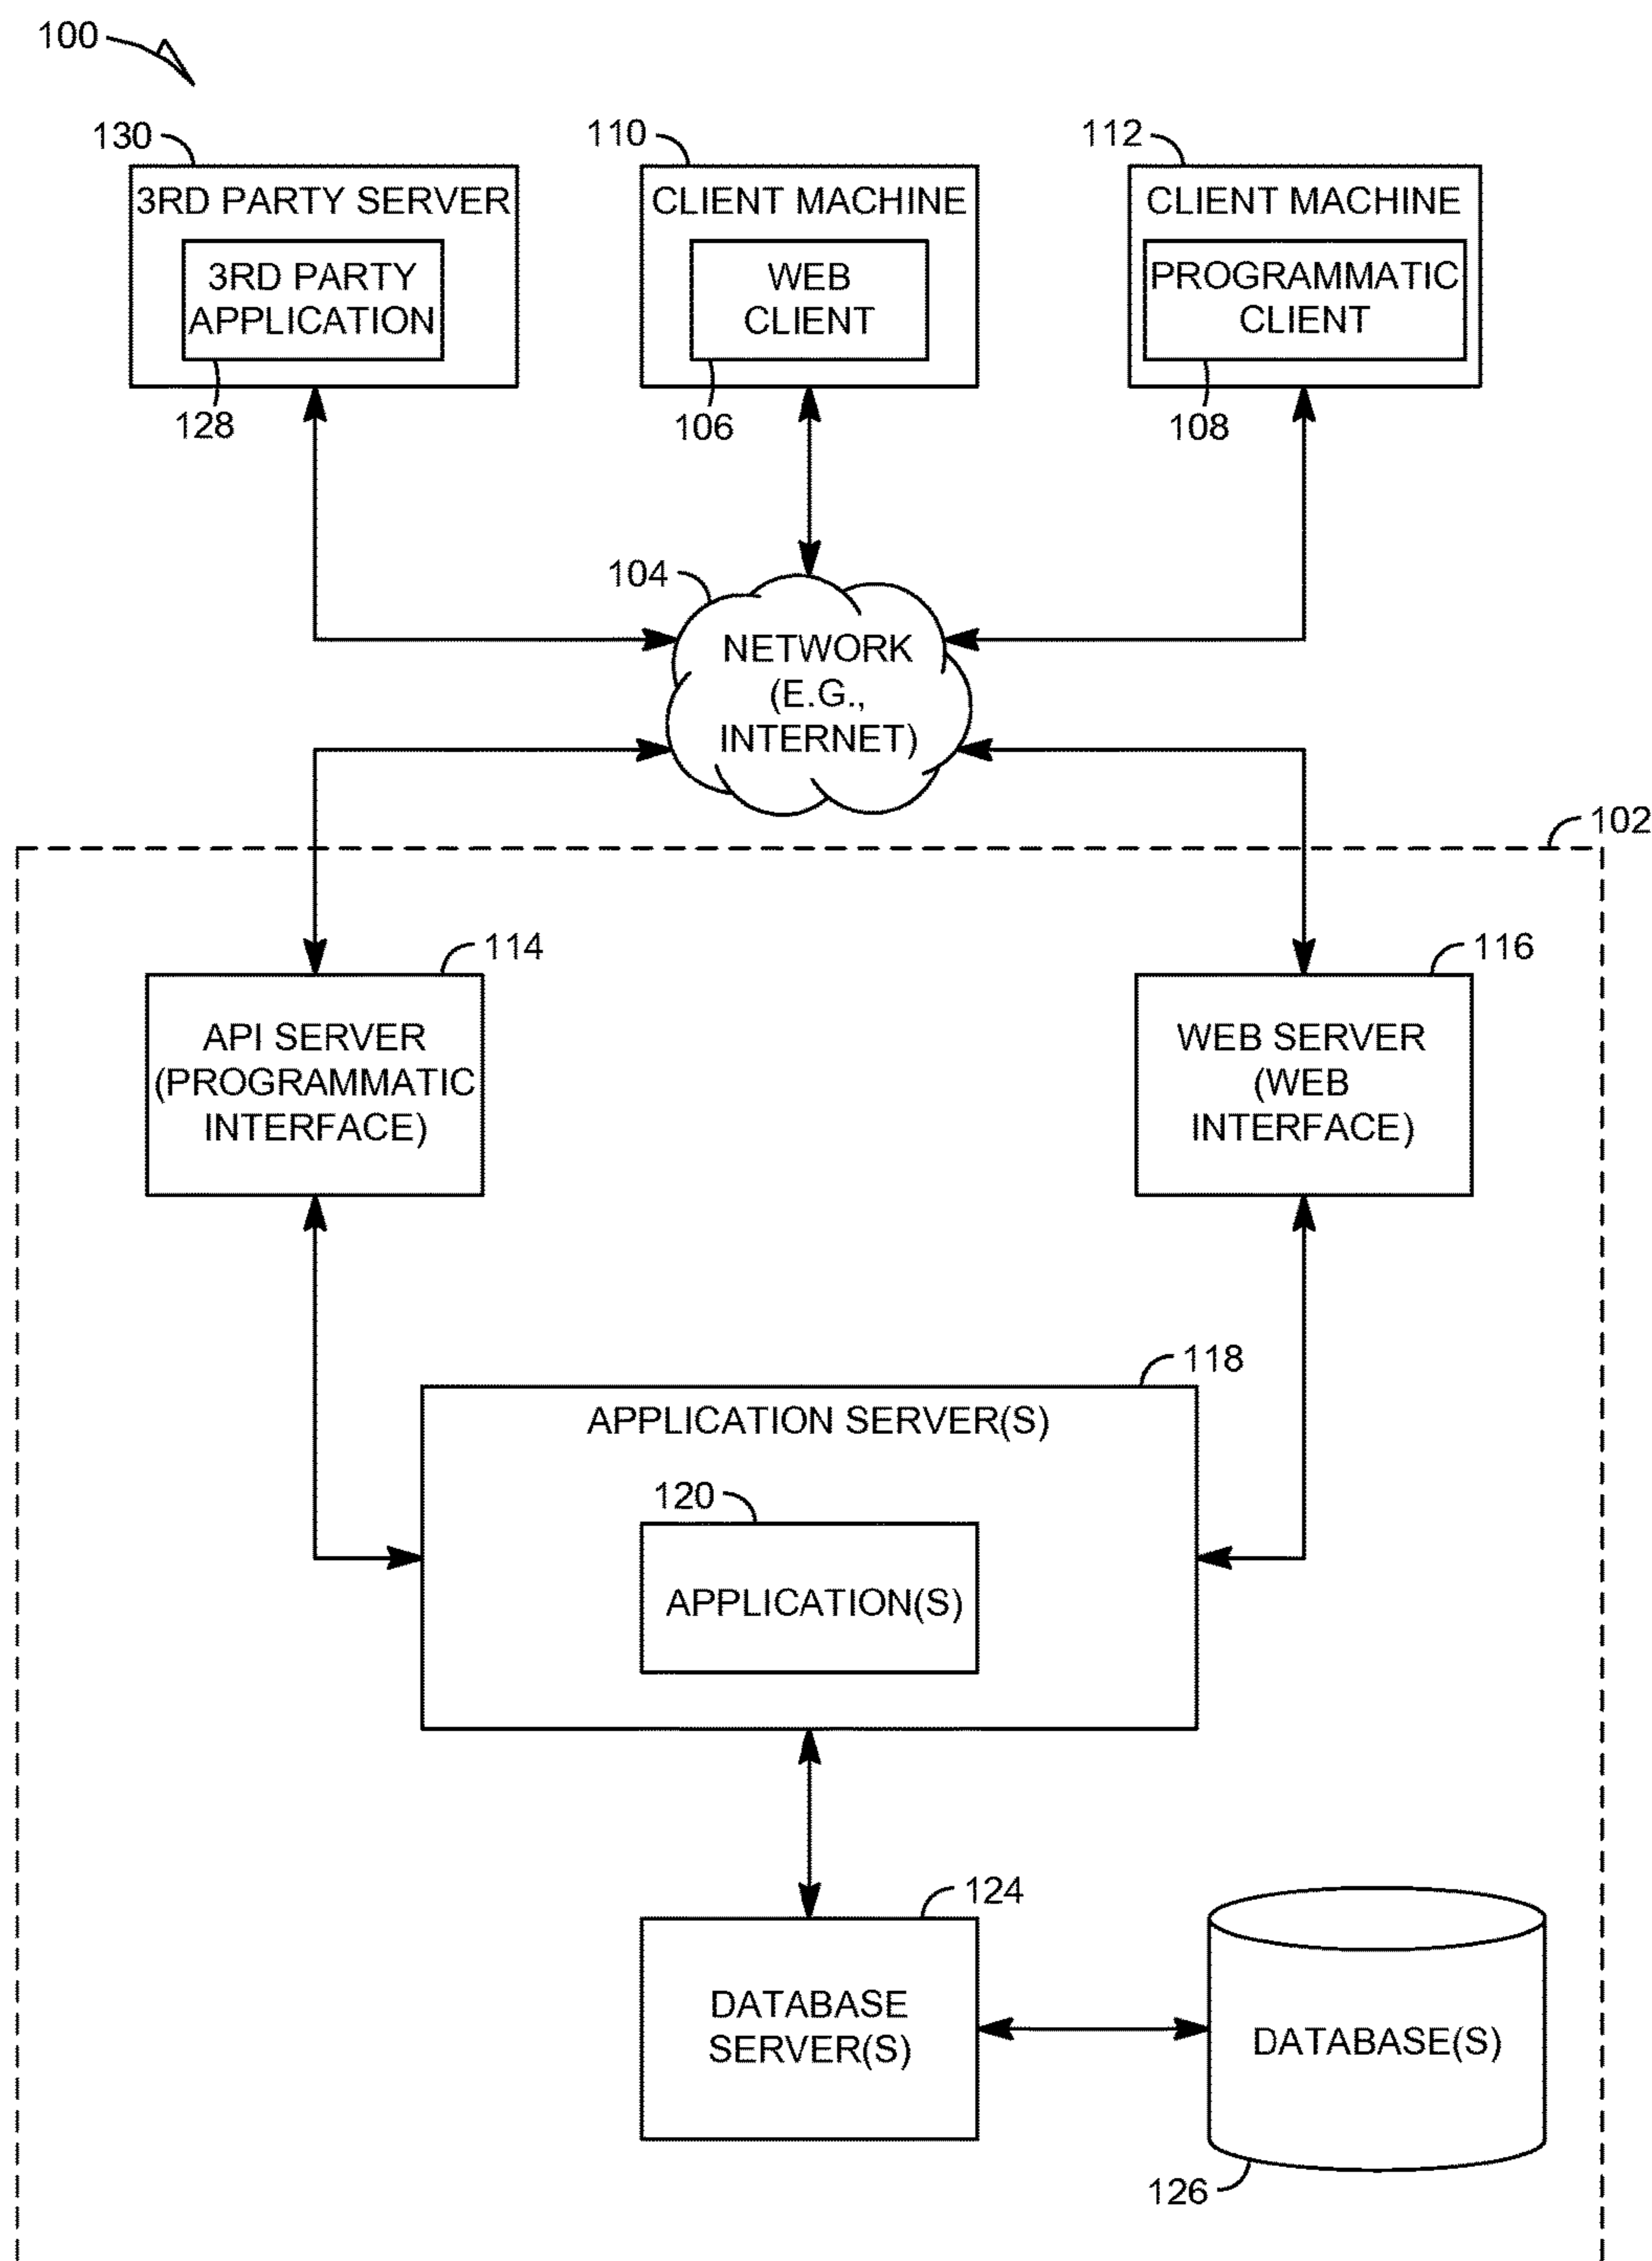 100
130
110
112
3RD PARTY SERVER
CLIENT MACHINE
CLIENT MACHINE
3RD PARTY
APPLICATION
WEB
CLIENT
PROGRAMMATIC
CLIENT
128
106
108
104
NETWORK
(E.G.,
INTERNET)
102
114
116
API SERVER
(PROGRAMMATIC
INTERFACE)
WEB SERVER
(WEB
INTERFACE)
118
APPLICATION SERVER(S)
120
APPLICATION(S)
124
DATABASE
SERVER(S)
DATABASE(S)
126